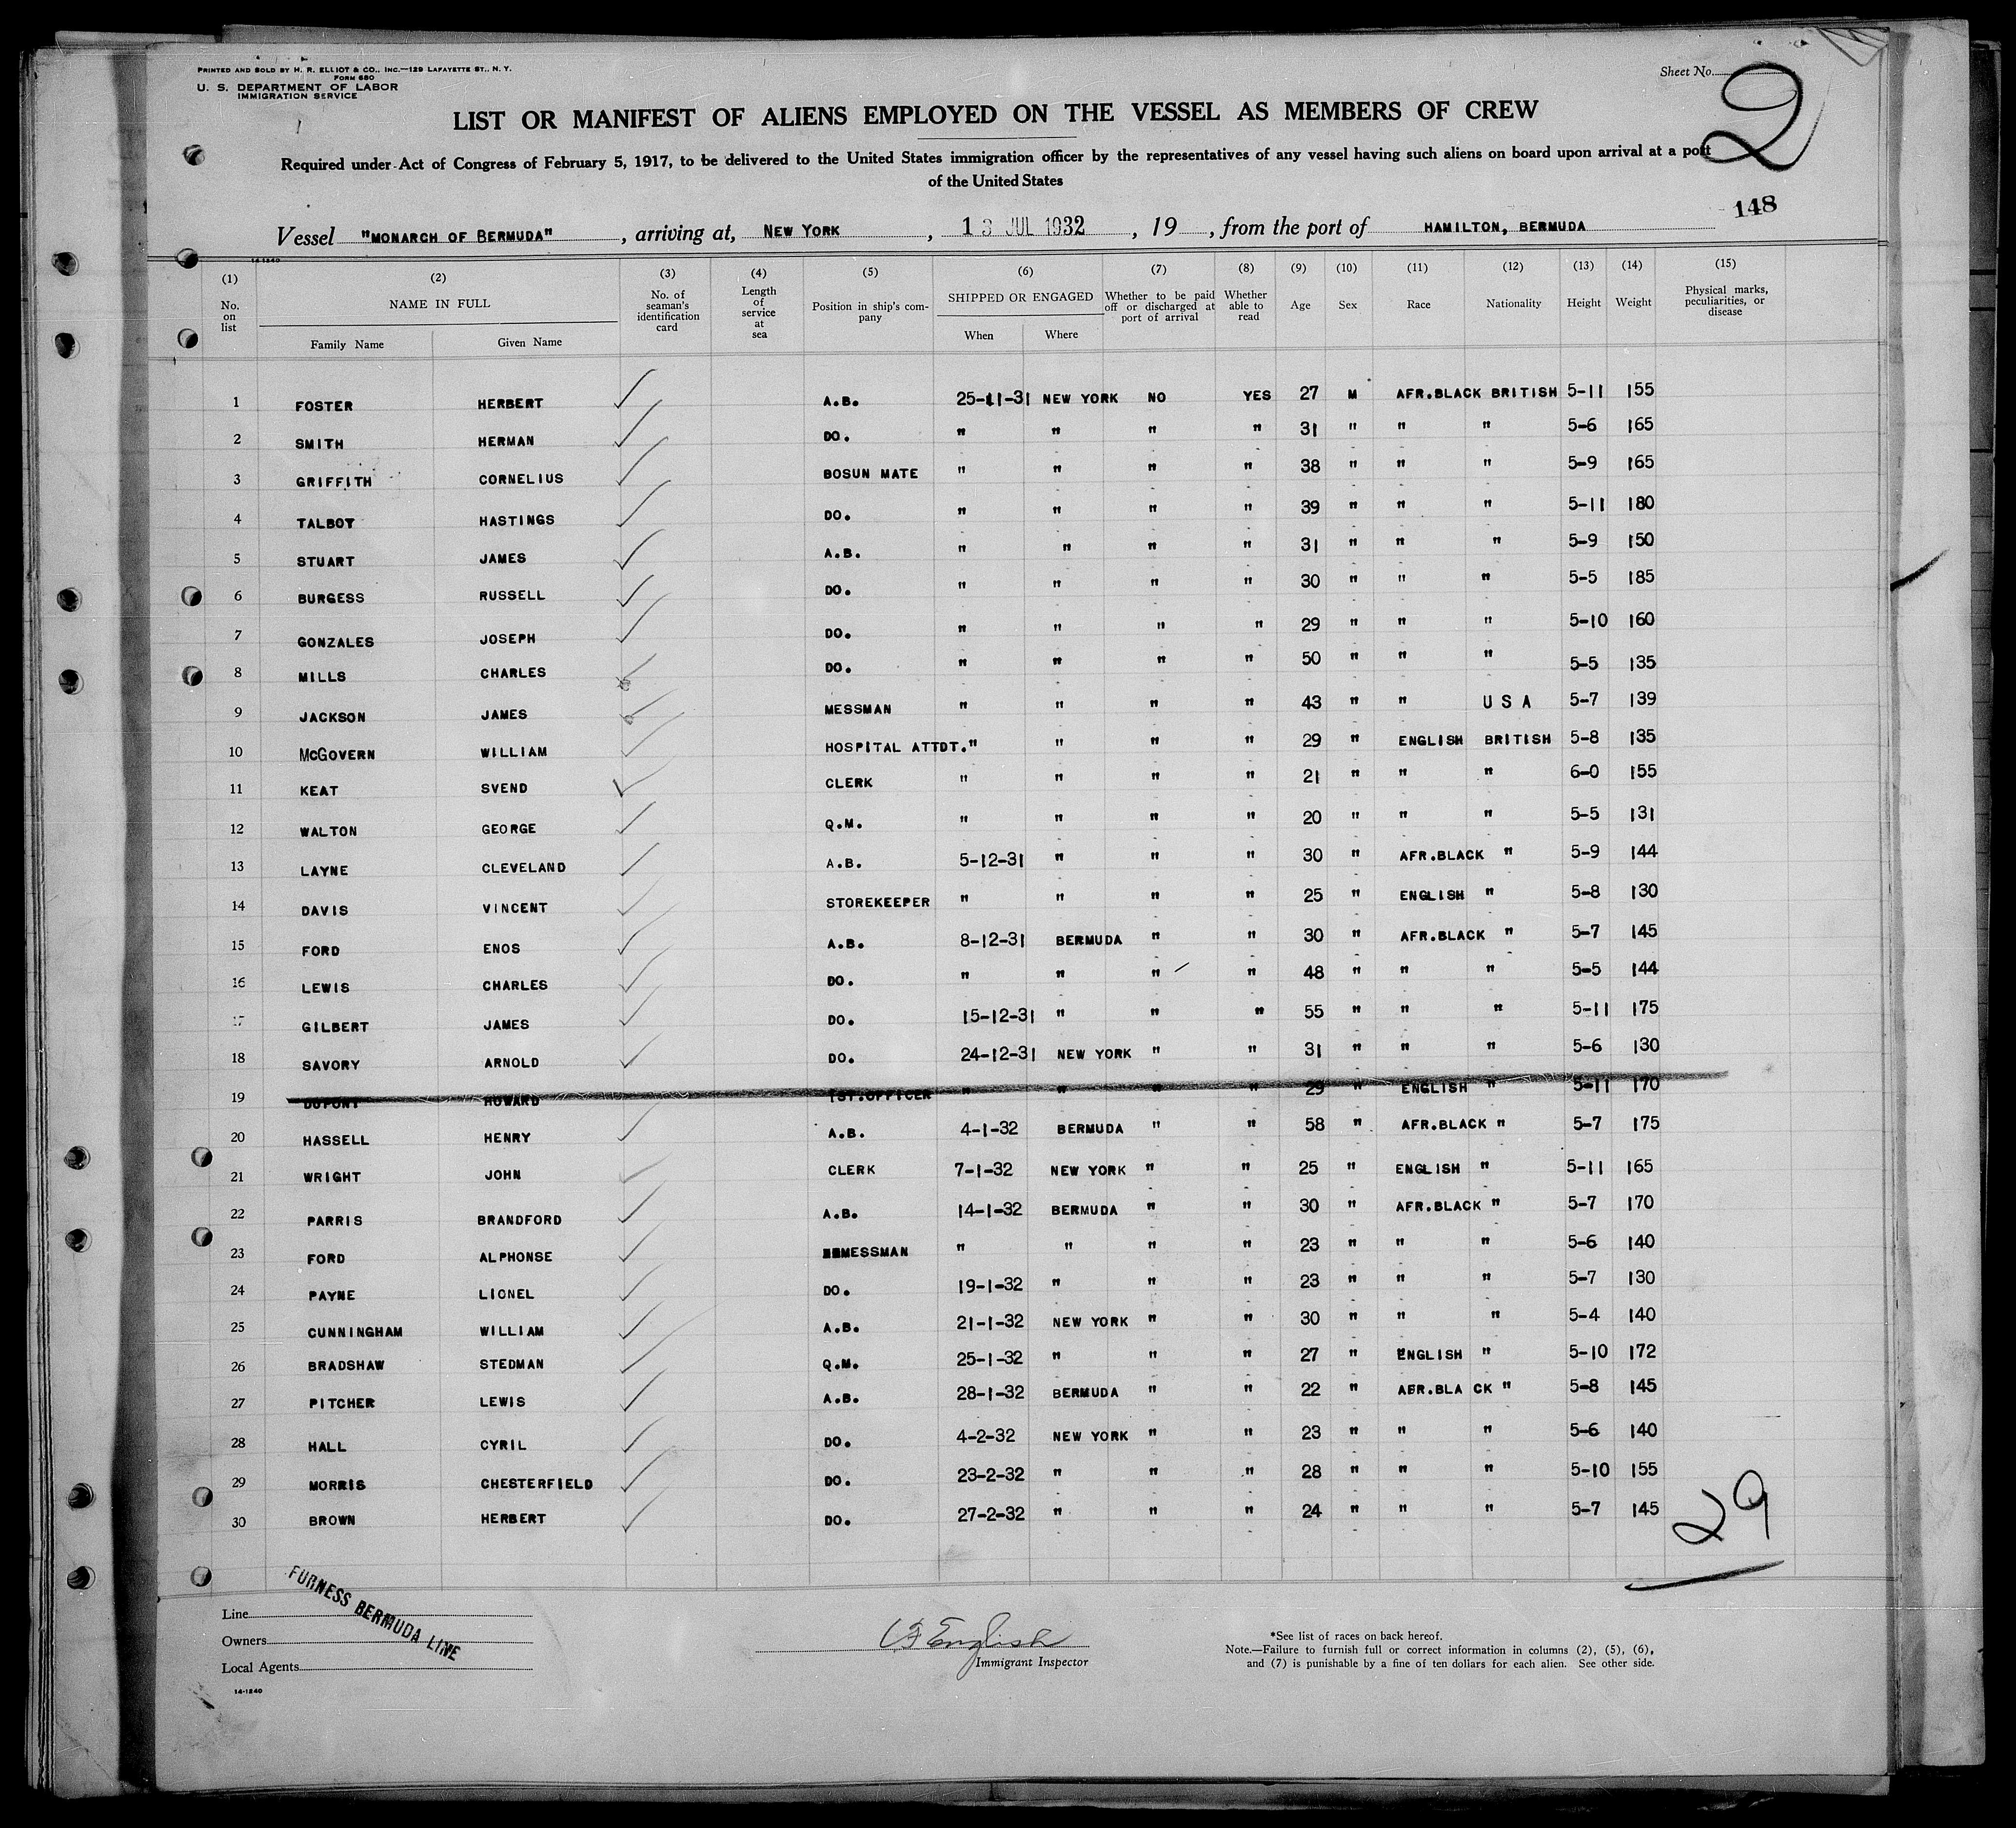 PRINTED AND SOLD BY H. R. ELLIOT & CO., INC.—129 LAFAYETTE ST., N. Y.
FORM 680
U. S. DEPARTMENT OF LABOR
IMMIGRATION SERVICE
Sheet No. 2
LIST OR MANIFEST OF ALIENS EMPLOYED ON THE VESSEL AS MEMBERS OF CREW
Required under Act of Congress of February 5, 1917, to be delivered to the United States immigration officer by the representatives of any vessel having such aliens on board upon arrival at a port
of the United States
148
Vessel "MONARCH OF BERMUDA", arriving at, NEW YORK, 13 JUL 1932, 19 , from the port of HAMILTON, BERMUDA
14-1240
(1) (2) (3) (4) (5) (6) (7) (8) (9) (10) (11) (12) (13) (14) (15)
No. on list NAME IN FULL Family Name Given Name No. of seaman's identification card Length of service at sea Position in ship's company SHIPPED OR ENGAGED When Where Whether to be paid off or discharged at port of arrival Whether able to read Age Sex Race Nationality Height Weight Physical marks, peculiarities, or disease
1 FOSTER HERBERT A.B. 25-11-31 NEW YORK NO YES 27 M AFR.BLACK BRITISH 5-11 155
2 SMITH HERMAN DO. " " " " 31 " " " 5-6 165
3 GRIFFITH CORNELIUS BOSUN MATE " " " " 38 " " " 5-9 165
4 TALBOT HASTINGS DO. " " " " 39 " " " 5-11 180
5 STUART JAMES A.B. " " " " 31 " " " 5-9 150
6 BURGESS RUSSELL DO. " " " " 30 " " " 5-5 185
7 GONZALES JOSEPH DO. " " " " 29 " " " 5-10 160
8 MILLS CHARLES DO. " " " " 50 " " " 5-5 135
9 JACKSON JAMES MESSMAN " " " " 43 " " U S A 5-7 139
10 McGOVERN WILLIAM HOSPITAL ATTDT." " " " 29 " ENGLISH BRITISH 5-8 135
11 KEAT SVEND CLERK " " " " 21 " " " 6-0 155
12 WALTON GEORGE Q.M. " " " " 20 " " " 5-5 131
13 LAYNE CLEVELAND A.B. 5-12-31 " " " 30 " AFR.BLACK " 5-9 144
14 DAVIS VINCENT STOREKEEPER " " " " 25 " ENGLISH " 5-8 130
15 FORD ENOS A.B. 8-12-31 BERMUDA " " 30 " AFR.BLACK " 5-7 145
16 LEWIS CHARLES DO. " " " " 48 " " " 5-5 144
17 GILBERT JAMES DO. 15-12-31 " " " 55 " " " 5-11 175
18 SAVORY ARNOLD DO. 24-12-31 NEW YORK " " 31 " " " 5-6 130
19 DUPONT HOWARD 1ST.OFFICER " " " " 29 " ENGLISH " 5-11 170
20 HASSELL HENRY A.B. 4-1-32 BERMUDA " " 58 " AFR.BLACK " 5-7 175
21 WRIGHT JOHN CLERK 7-1-32 NEW YORK " " 25 " ENGLISH " 5-11 165
22 PARRIS BRANDFORD A.B. 14-1-32 BERMUDA " " 30 " AFR.BLACK " 5-7 170
23 FORD ALPHONSE MESSMAN " " " " 23 " " " 5-6 140
24 PAYNE LIONEL DO. 19-1-32 " " " 23 " " " 5-7 130
25 CUNNINGHAM WILLIAM A.B. 21-1-32 NEW YORK " " 30 " " " 5-4 140
26 BRADSHAW STEDMAN Q.M. 25-1-32 " " " 27 " ENGLISH " 5-10 172
27 PITCHER LEWIS A.B. 28-1-32 BERMUDA " " 22 " AFR.BLA CK " 5-8 145
28 HALL CYRIL DO. 4-2-32 NEW YORK " " 23 " " " 5-6 140
29 MORRIS CHESTERFIELD DO. 23-2-32 " " " 28 " " " 5-10 155
30 BROWN HERBERT DO. 27-2-32 " " " 24 " " " 5-7 145
29
FURNESS BERMUDA LINE
Line
Owners
Local Agents
14-1240
English
Immigrant Inspector
*See list of races on back hereof.
Note.—Failure to furnish full or correct information in columns (2), (5), (6),
and (7) is punishable by a fine of ten dollars for each alien. See other side.